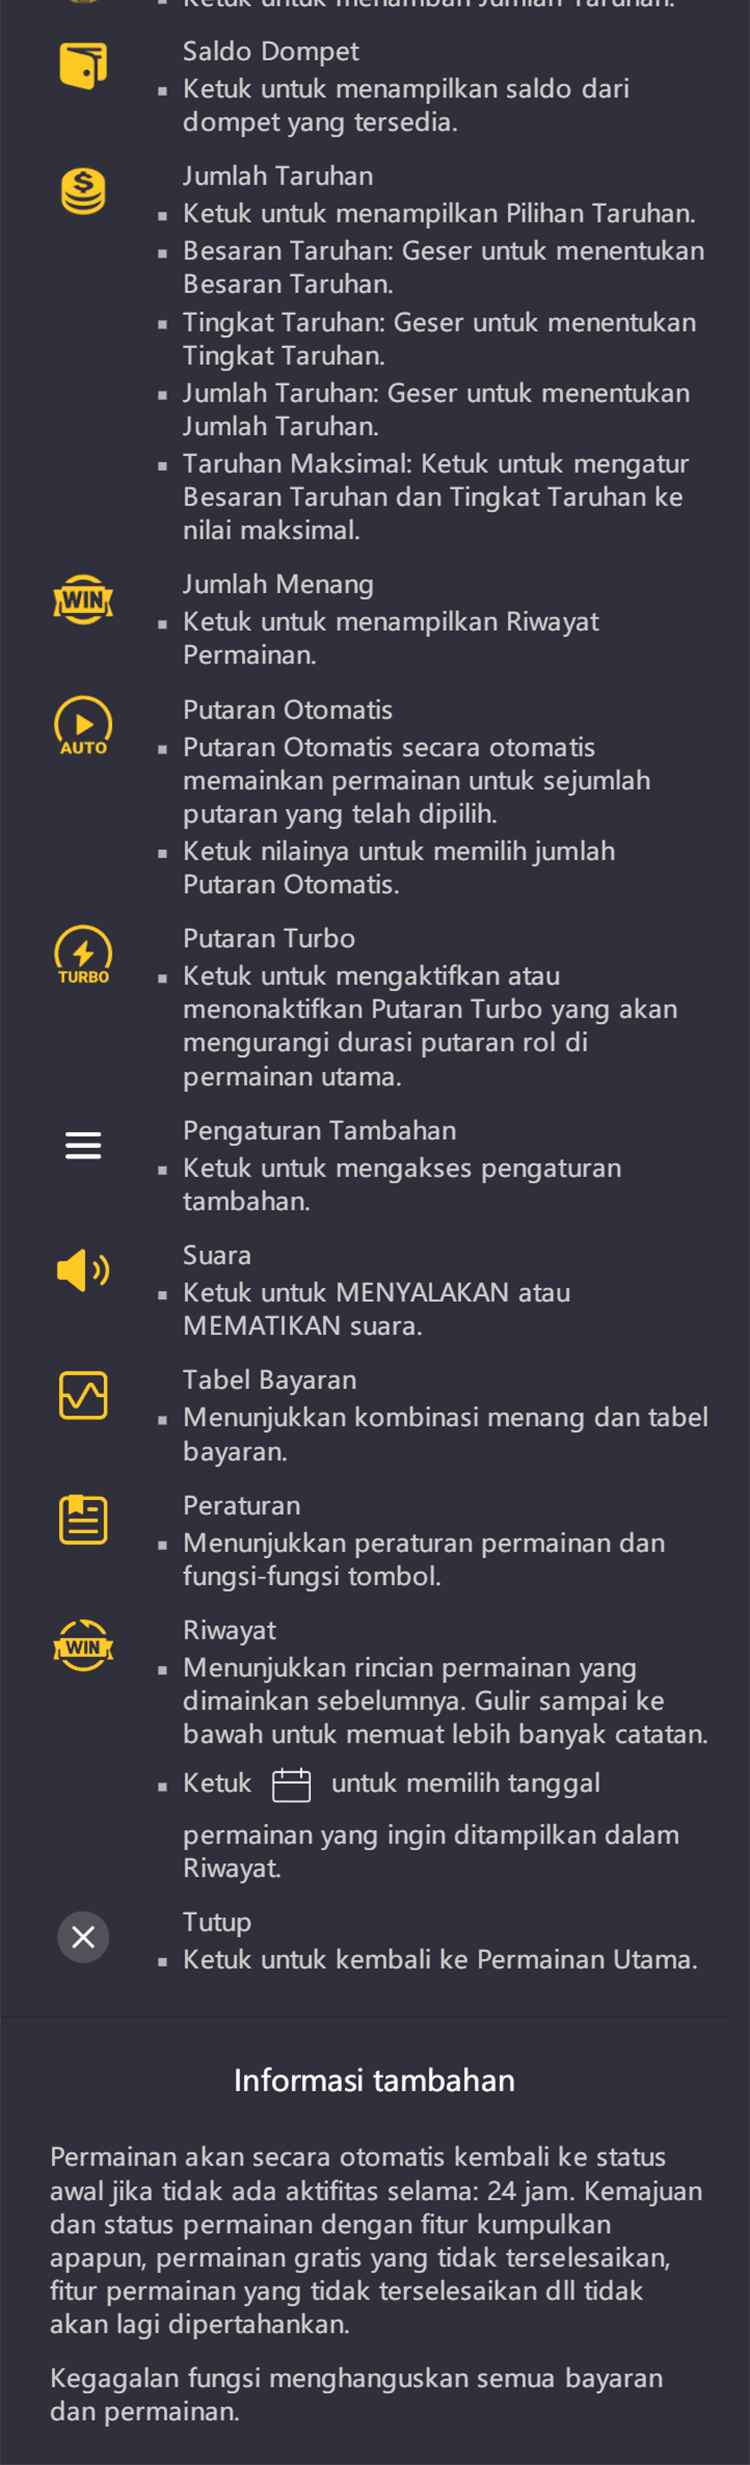 Ketuk untuk menambah Jumlah Taruhan.
Saldo Dompet
Ketuk untuk menampilkan saldo dari
dompet yang tersedia.
Jumlah Taruhan
Ketuk untuk menampilkan Pilihan Taruhan.
Besaran Taruhan: Geser untuk menentukan
Besaran Taruhan.
Tingkat Taruhan: Geser untuk menentukan
Tingkat Taruhan.
Jumlah Taruhan: Geser untuk menentukan
Jumlah Taruhan.
Taruhan Maksimal: Ketuk untuk mengatur
Besaran Taruhan dan Tingkat Taruhan ke
nilai maksimal.
WIN
Jumlah Menang
Ketuk untuk menampilkan Riwayat
Permainan.
AUTO
Putaran Otomatis
Putaran Otomatis secara otomatis
memainkan permainan untuk sejumlah
putaran yang telah dipilih.
Ketuk nilainya untuk memilih jumlah
Putaran Otomatis.
TURBO
Putaran Turbo
Ketuk untuk mengaktifkan atau
menonaktifkan Putaran Turbo yang akan
mengurangi durasi putaran rol di
permainan utama.
Pengaturan Tambahan
Ketuk untuk mengakses pengaturan
tambahan.
Suara
Ketuk untuk MENYALAKAN atau
MEMATIKAN suara.
Tabel Bayaran
Menunjukkan kombinasi menang dan tabel
bayaran.
Peraturan
Menunjukkan peraturan permainan dan
fungsi-fungsi tombol.
WIN
Riwayat
Menunjukkan rincian permainan yang
dimainkan sebelumnya. Gulir sampai ke
bawah untuk memuat lebih banyak catatan.
Ketuk untuk memilih tanggal
permainan yang ingin ditampilkan dalam
Riwayat.
Tutup
Ketuk untuk kembali ke Permainan Utama.
Informasi tambahan
Permainan akan secara otomatis kembali ke status
awal jika tidak ada aktifitas selama: 24 jam. Kemajuan
dan status permainan dengan fitur kumpulkan
apapun, permainan gratis yang tidak terselesaikan,
fitur permainan yang tidak terselesaikan dll tidak
akan lagi dipertahankan.
Kegagalan fungsi menghanguskan semua bayaran
dan permainan.